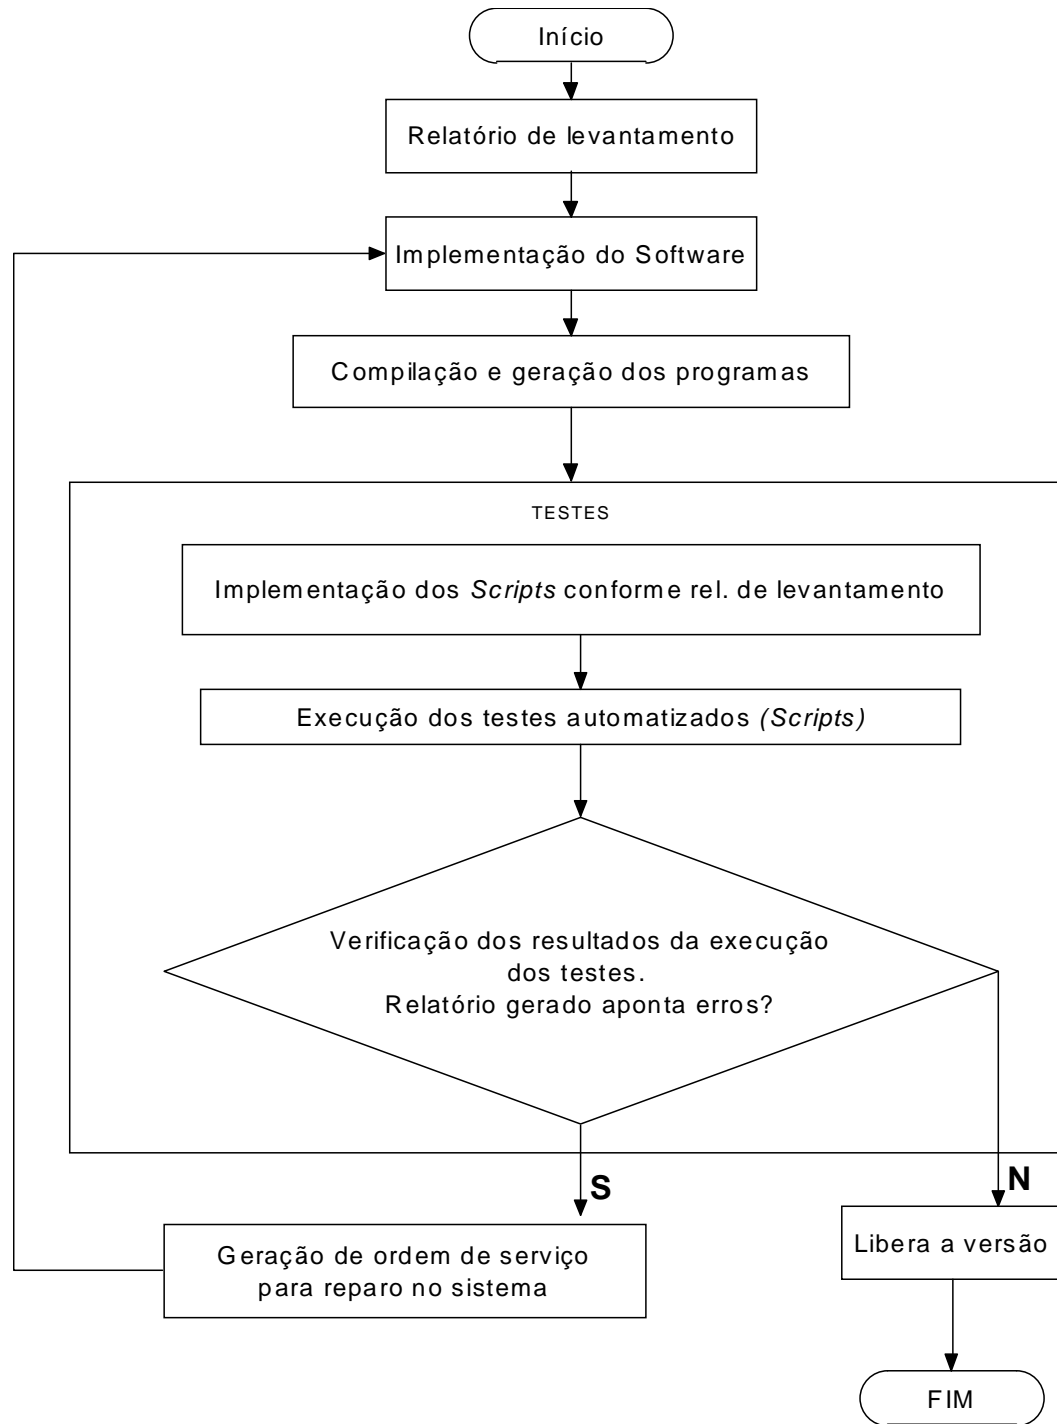 Início
Relatório de levantamento
Implementação do Software
Compilação e geração dos programas
TESTES
Implementação dos Scripts conforme rel. de levantamento
Execução dos testes automatizados (Scripts)
Verificação dos resultados da execução
dos testes.
Relatório gerado aponta erros?
S
N
Geração de ordem de serviço
para reparo no sistema
Libera a versão
FIM